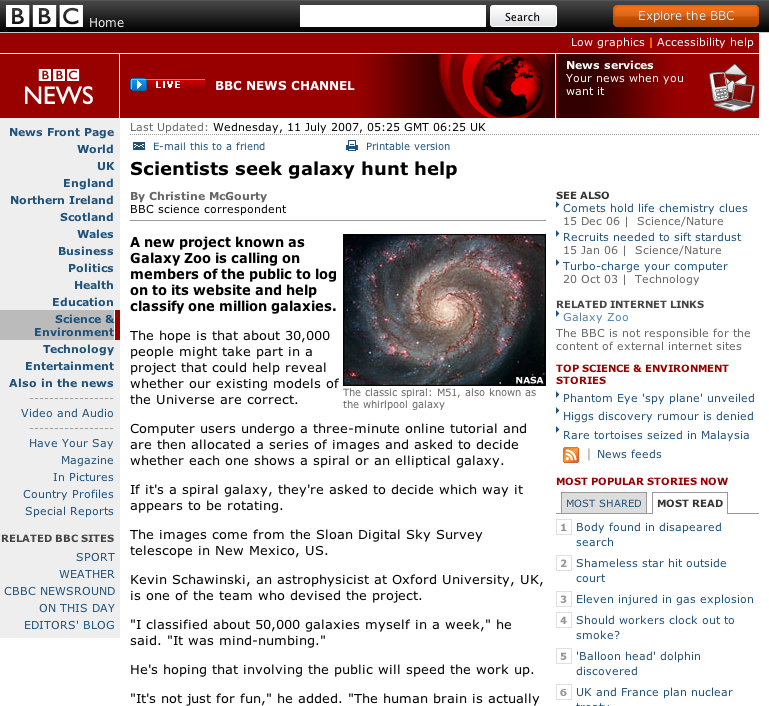 BBC Home
Search
Explore the BBC
Low graphics | Accessibility help
BBC NEWS
LIVE BBC NEWS CHANNEL
News services
Your news when you
want it
News Front Page
World
UK
England
Northern Ireland
Scotland
Wales
Business
Politics
Health
Education
Science &
Environment
Technology
Entertainment
Also in the news
Video and Audio
Have Your Say
Magazine
In Pictures
Country Profiles
Special Reports
RELATED BBC SITES
SPORT
WEATHER
CBBC NEWSROUND
ON THIS DAY
EDITORS' BLOG
Last Updated: Wednesday, 11 July 2007, 05:25 GMT 06:25 UK
E-mail this to a friend
Printable version
Scientists seek galaxy hunt help
By Christine McGourty
BBC science correspondent
A new project known as
Galaxy Zoo is calling on
members of the public to log
on to its website and help
classify one million galaxies.
NASA
The classic spiral: M51, also known as
the whirlpool galaxy
The hope is that about 30,000
people might take part in a
project that could help reveal
whether our existing models of
the Universe are correct.
Computer users undergo a three-minute online tutorial and
are then allocated a series of images and asked to decide
whether each one shows a spiral or an elliptical galaxy.
If it's a spiral galaxy, they're asked to decide which way it
appears to be rotating.
The images come from the Sloan Digital Sky Survey
telescope in New Mexico, US.
Kevin Schawinski, an astrophysicist at Oxford University, UK,
is one of the team who devised the project.
"I classified about 50,000 galaxies myself in a week," he
said. "It was mind-numbing."
He's hoping that involving the public will speed the work up.
"It's not just for fun," he added. "The human brain is actually
SEE ALSO
Comets hold life chemistry clues
15 Dec 06 | Science/Nature
Recruits needed to sift stardust
15 Jan 06 | Science/Nature
Turbo-charge your computer
20 Oct 03 | Technology
RELATED INTERNET LINKS
Galaxy Zoo
The BBC is not responsible for the
content of external internet sites
TOP SCIENCE & ENVIRONMENT
STORIES
Phantom Eye 'spy plane' unveiled
Higgs discovery rumour is denied
Rare tortoises seized in Malaysia
| News feeds
MOST POPULAR STORIES NOW
MOST SHARED MOST READ
1 Body found in disapeared
search
2 Shameless star hit outside
court
3 Eleven injured in gas explosion
4 Should workers clock out to
smoke?
5 'Balloon head' dolphin
discovered
6 UK and France plan nuclear
treaty